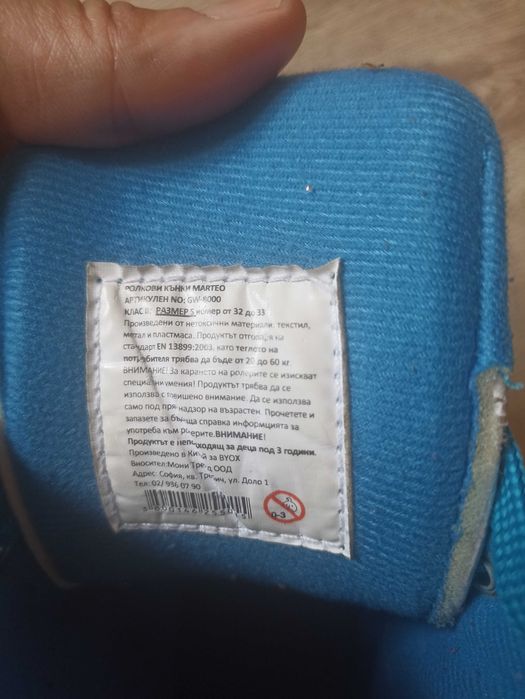 РОЛКОВИ КЪНКИ MARTEO
АРТИКУЛЕН NO: GW-8000
КЛАС В: РАЗМЕР S номер от 32 до 33
Произведени от нетоксични материали: текстил,
метал и пластмаса. Продуктът отговаря на
стандарт EN 13899:2003, като теглото на
потребителя трябва да бъде от 20 до 60 кг.
ВНИМАНИЕ! За карането на ролерите се изискват
специални умения! Продуктът трябва да се
използва с повишено внимание. Да се използва
само под пряк надзор на възрастен. Прочетете и
запазете за бъдеща справка информацията за
употреба към ролерите.ВНИМАНИЕ!
Продуктът е неподходящ за деца под 3 години.
Произведено в Китай за BYOX
Вносител:Мони Трейд ООД
Адрес: София, кв. Требич, ул. Доло 1
Тел: 02/ 936 07 90
0-3